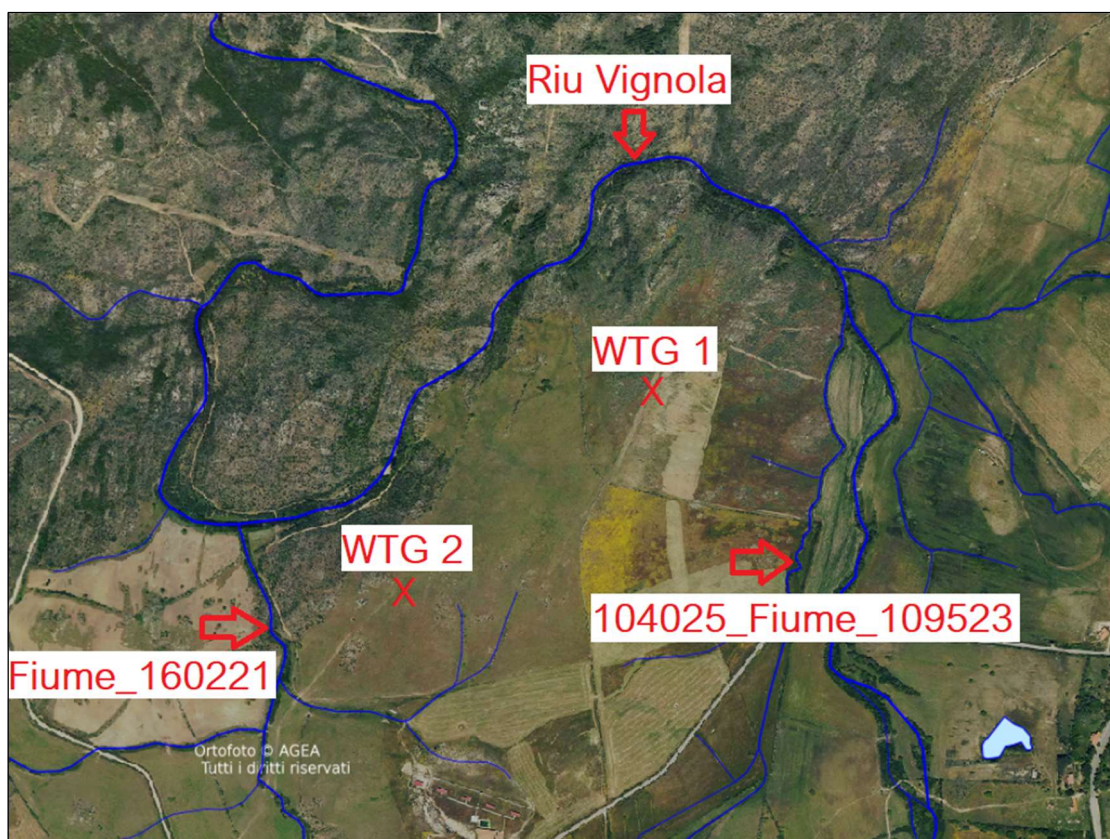 Riu Vignola
WTG 1
WTG 2
104025_Fiume_109523
Fiume_160221
Ortofoto © AGEA
Tutti i diritti riservati